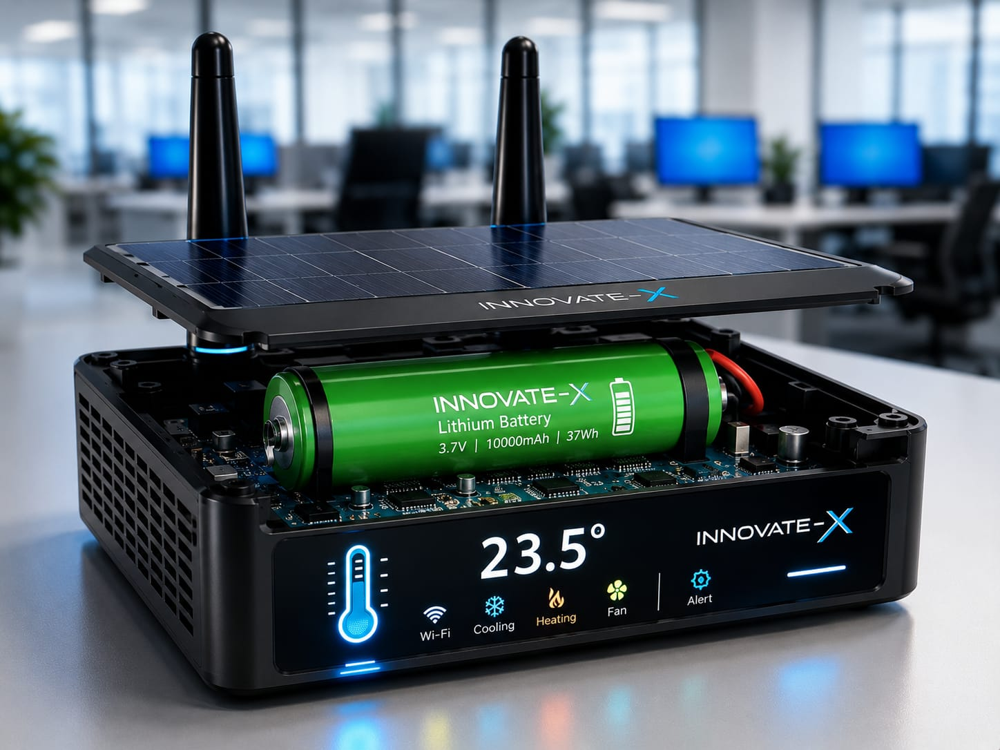 INNOVATE-X
INNOVATE-X
Lithium Battery
3.7V | 10000mAh | 37Wh
23.5°
INNOVATE-X
Wi-Fi
Cooling
Heating
Fan
Alert